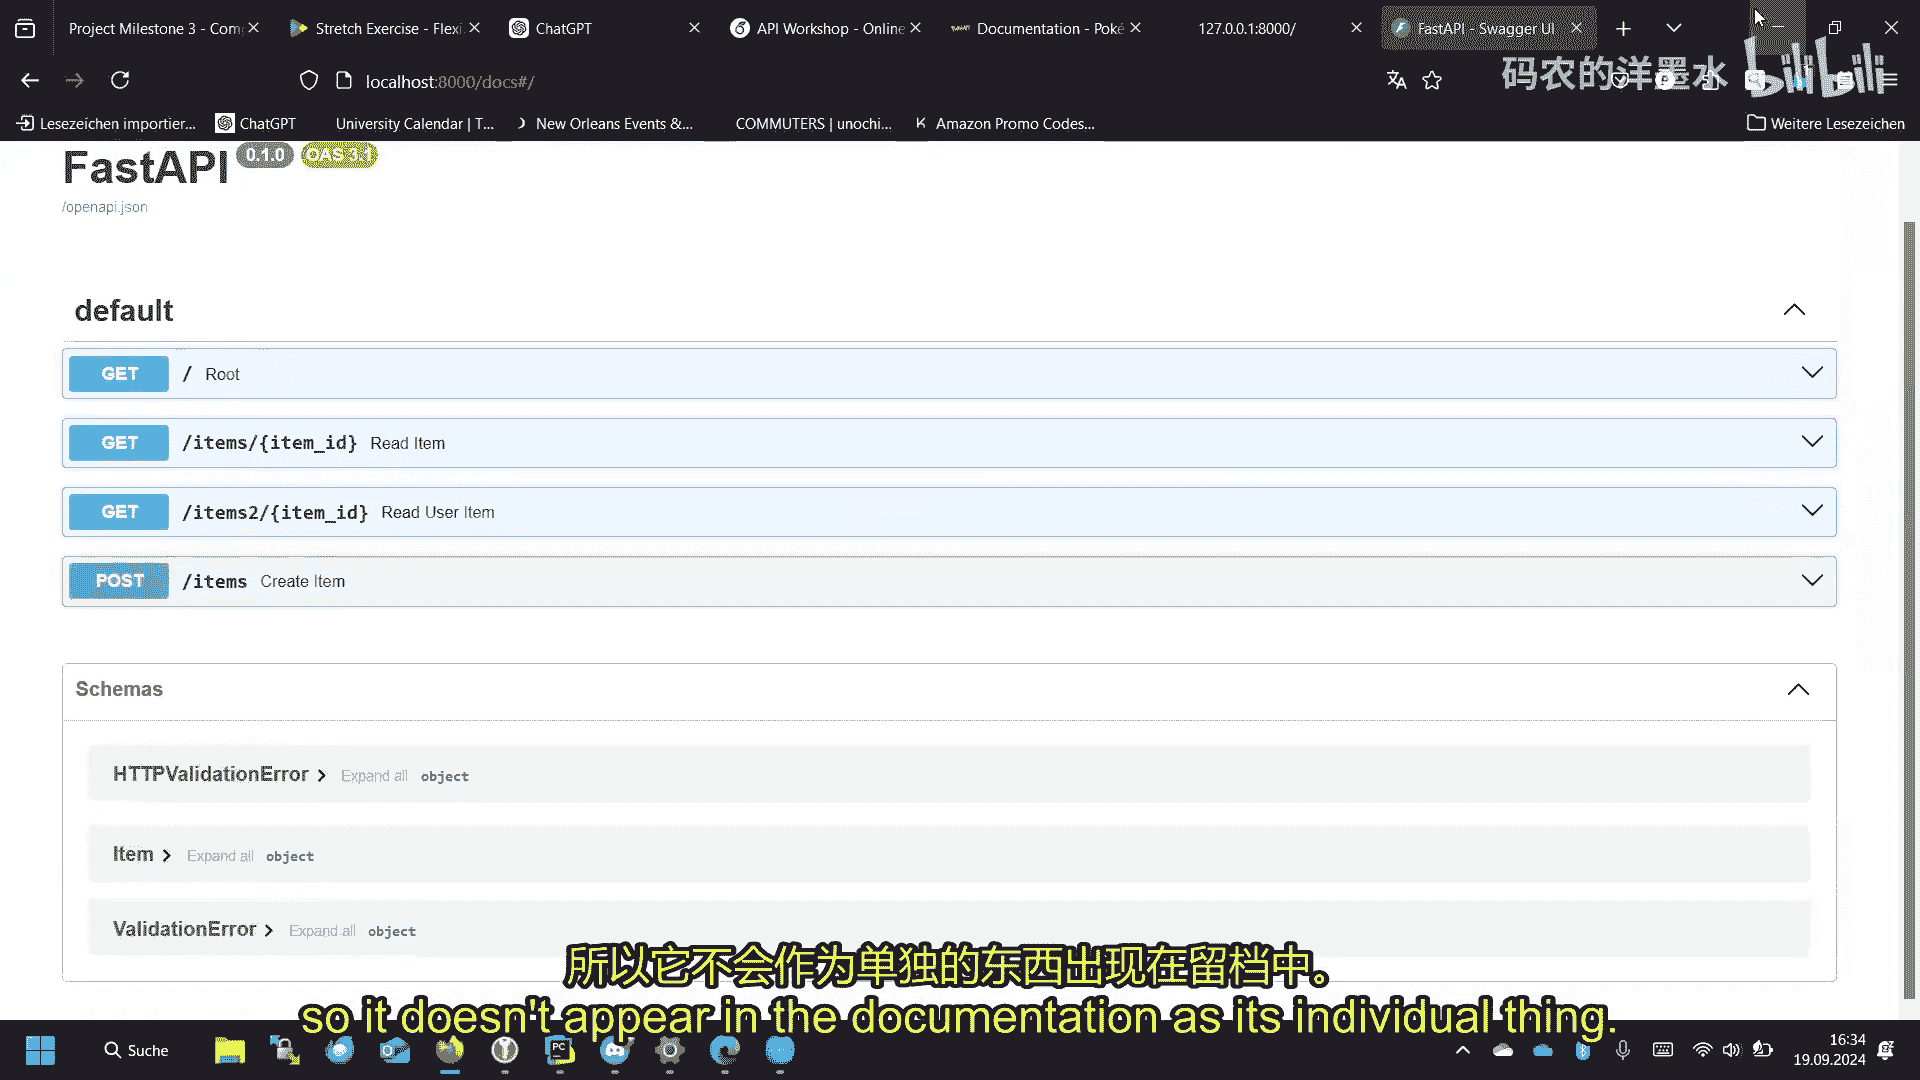 Project Milestone 3 - Com
Stretch Exercise - Flexi
ChatGPT
API Workshop - Online
Documentation - Poké
127.0.0.1:8000/
FastAPI - Swagger UI
localhost:8000/docs#/
码农的洋墨水
bilibili
Lesezeichen importier...
ChatGPT
University Calendar | T...
New Orleans Events &...
COMMUTERS | unochi...
K Amazon Promo Codes...
Weitere Lesezeichen
FastAPI 0.1.0 OAS 3.1
/openapi.json
default
GET / Root
GET /items/{item_id} Read Item
GET /items2/{item_id} Read User Item
POST /items Create Item
Schemas
HTTPValidationError Expand all object
Item Expand all object
ValidationError Expand all object
所以它不会作为单独的东西出现在留档中。
so it doesn't appear in the documentation as its individual thing.
Suche
PC
16:34
19.09.2024